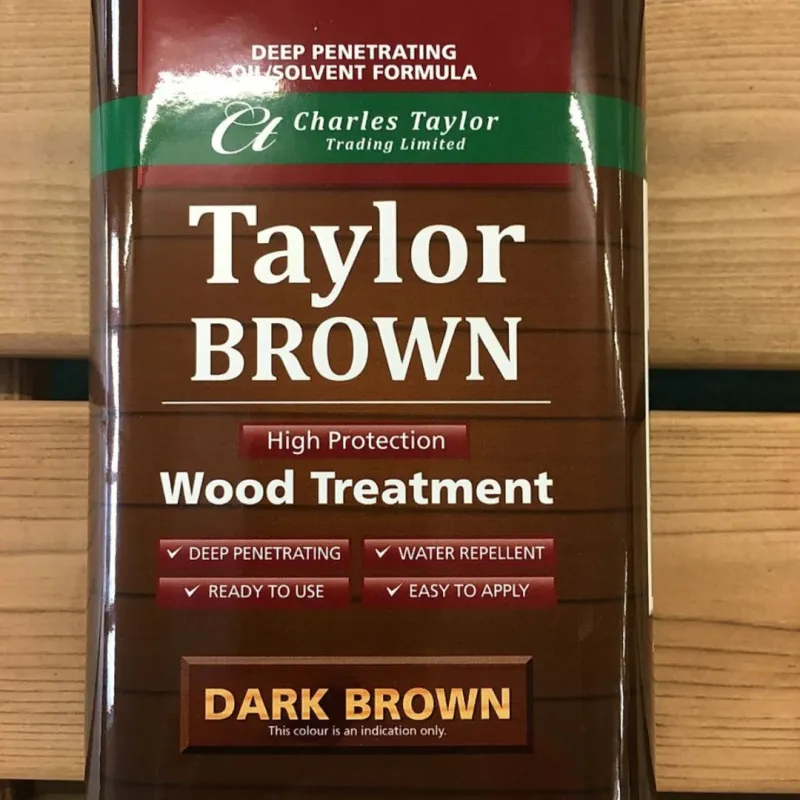 DEEP PENETRATING
OIL/SOLVENT FORMULA
Ct Charles Taylor
Trading Limited
Taylor
BROWN
High Protection
Wood Treatment
✓ DEEP PENETRATING ✓ WATER REPELLENT
✓ READY TO USE ✓ EASY TO APPLY
DARK BROWN
This colour is an indication only.